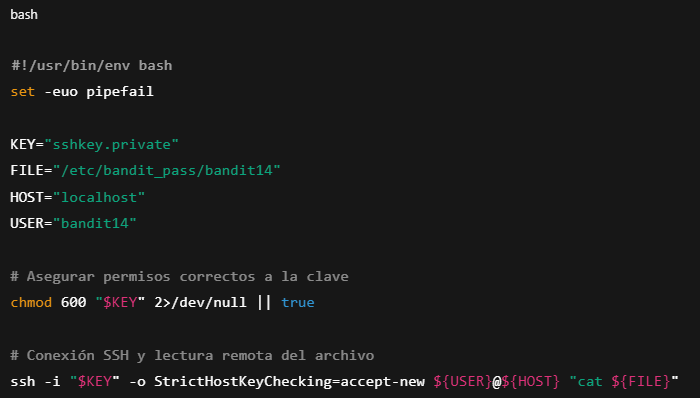 bash
#!/usr/bin/env bash
set -euo pipefail
KEY="sshkey.private"
FILE="/etc/bandit_pass/bandit14"
HOST="localhost"
USER="bandit14"
# Asegurar permisos correctos a la clave
chmod 600 "$KEY" 2>/dev/null || true
# Conexión SSH y lectura remota del archivo
ssh -i "$KEY" -o StrictHostKeyChecking=accept-new ${USER}@${HOST} "cat ${FILE}"